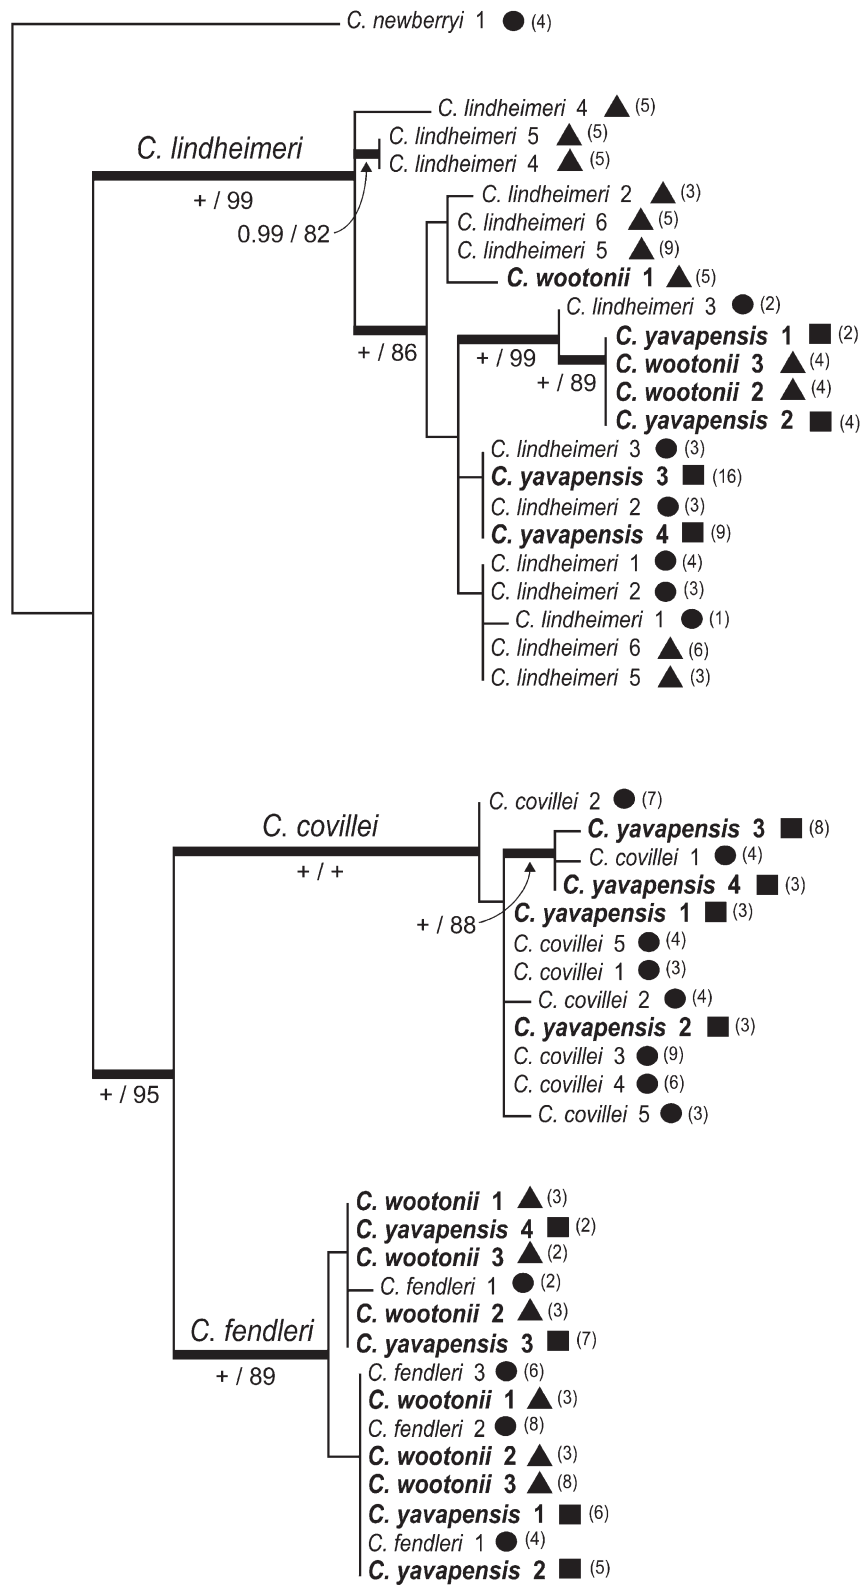 C. newberryi 1 (4)
C. lindheimeri 4 (5)
C. lindheimeri 5 (5)
C. lindheimeri
C. lindheimeri 4 (5)
+ / 99
C. lindheimeri 2 (3)
C. lindheimeri 6 (5)
0.99 / 82
C. lindheimeri 5 (9)
C. wootonii 1 (5)
C. lindheimeri 3 (2)
C. yavapensis 1 (2)
+ / 86
+ / 99
C. wootonii 3 (4)
+ / 89
C. wootonii 2 (4)
C. yavapensis 2 (4)
C. lindheimeri 3 (3)
C. yavapensis 3 (16)
C. lindheimeri 2 (3)
C. yavapensis 4 (9)
C. lindheimeri 1 (4)
C. lindheimeri 2 (3)
C. lindheimeri 1 (1)
C. lindheimeri 6 (6)
C. lindheimeri 5 (3)
C. covillei 2 (7)
C. covillei
C. yavapensis 3 (8)
C. covillei 1 (4)
+ / +
C. yavapensis 4 (3)
C. yavapensis 1 (3)
+ / 88
C. covillei 5 (4)
C. covillei 1 (3)
C. covillei 2 (4)
C. yavapensis 2 (3)
C. covillei 3 (9)
C. covillei 4 (6)
+ / 95
C. covillei 5 (3)
C. wootonii 1 (3)
C. yavapensis 4 (2)
C. wootonii 3 (2)
C. fendleri 1 (2)
C. wootonii 2 (3)
C. fendleri
C. yavapensis 3 (7)
C. fendleri 3 (6)
+ / 89
C. wootonii 1 (3)
C. fendleri 2 (8)
C. wootonii 2 (3)
C. wootonii 3 (8)
C. yavapensis 1 (6)
C. fendleri 1 (4)
C. yavapensis 2 (5)